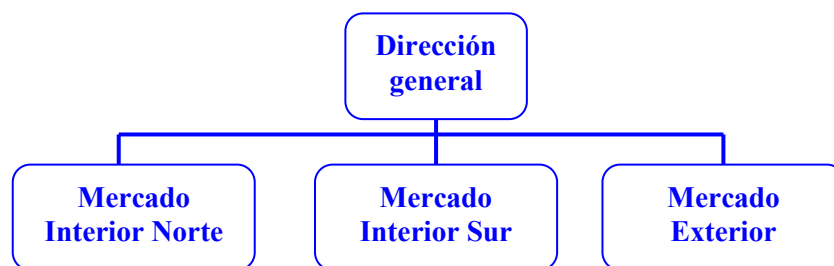 Dirección
general
Mercado
Interior Norte
Mercado
Interior Sur
Mercado
Exterior